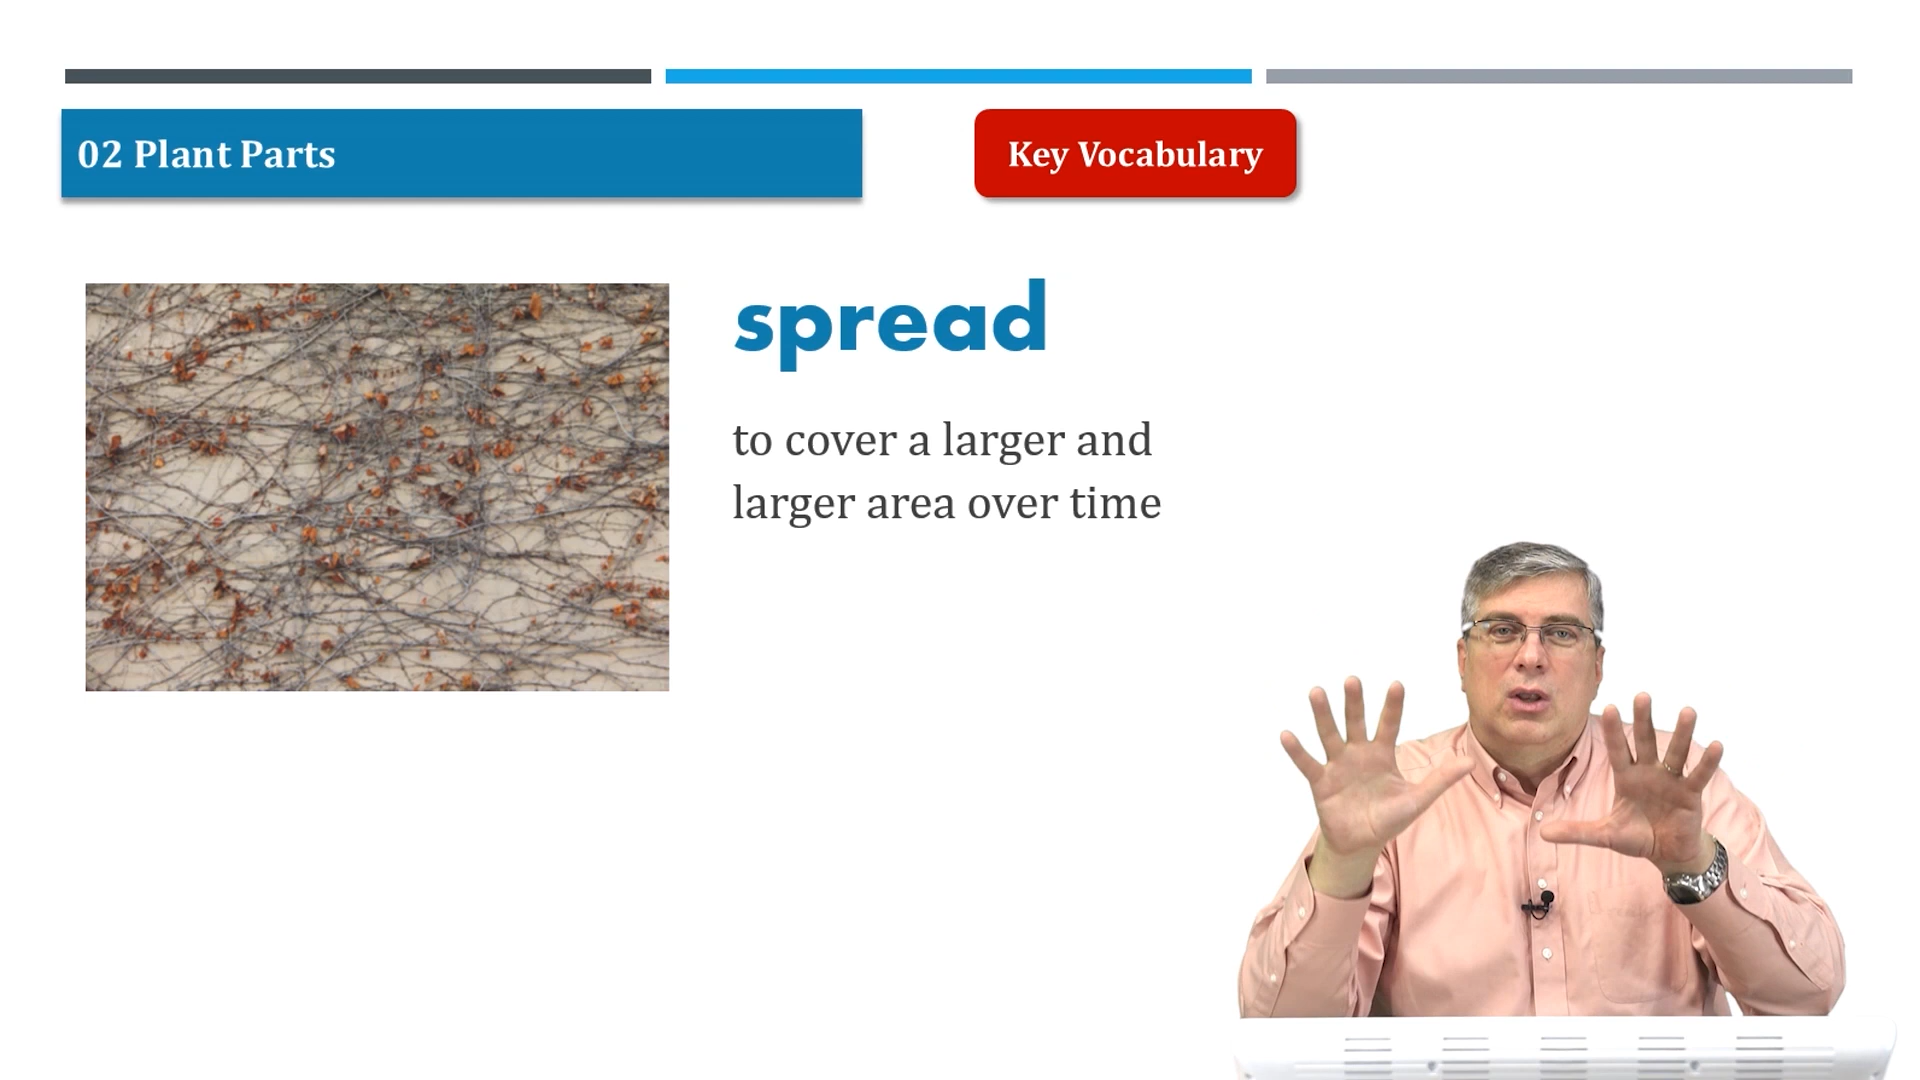 02 Plant Parts
Key Vocabulary
spread
to cover a larger and
larger area over time